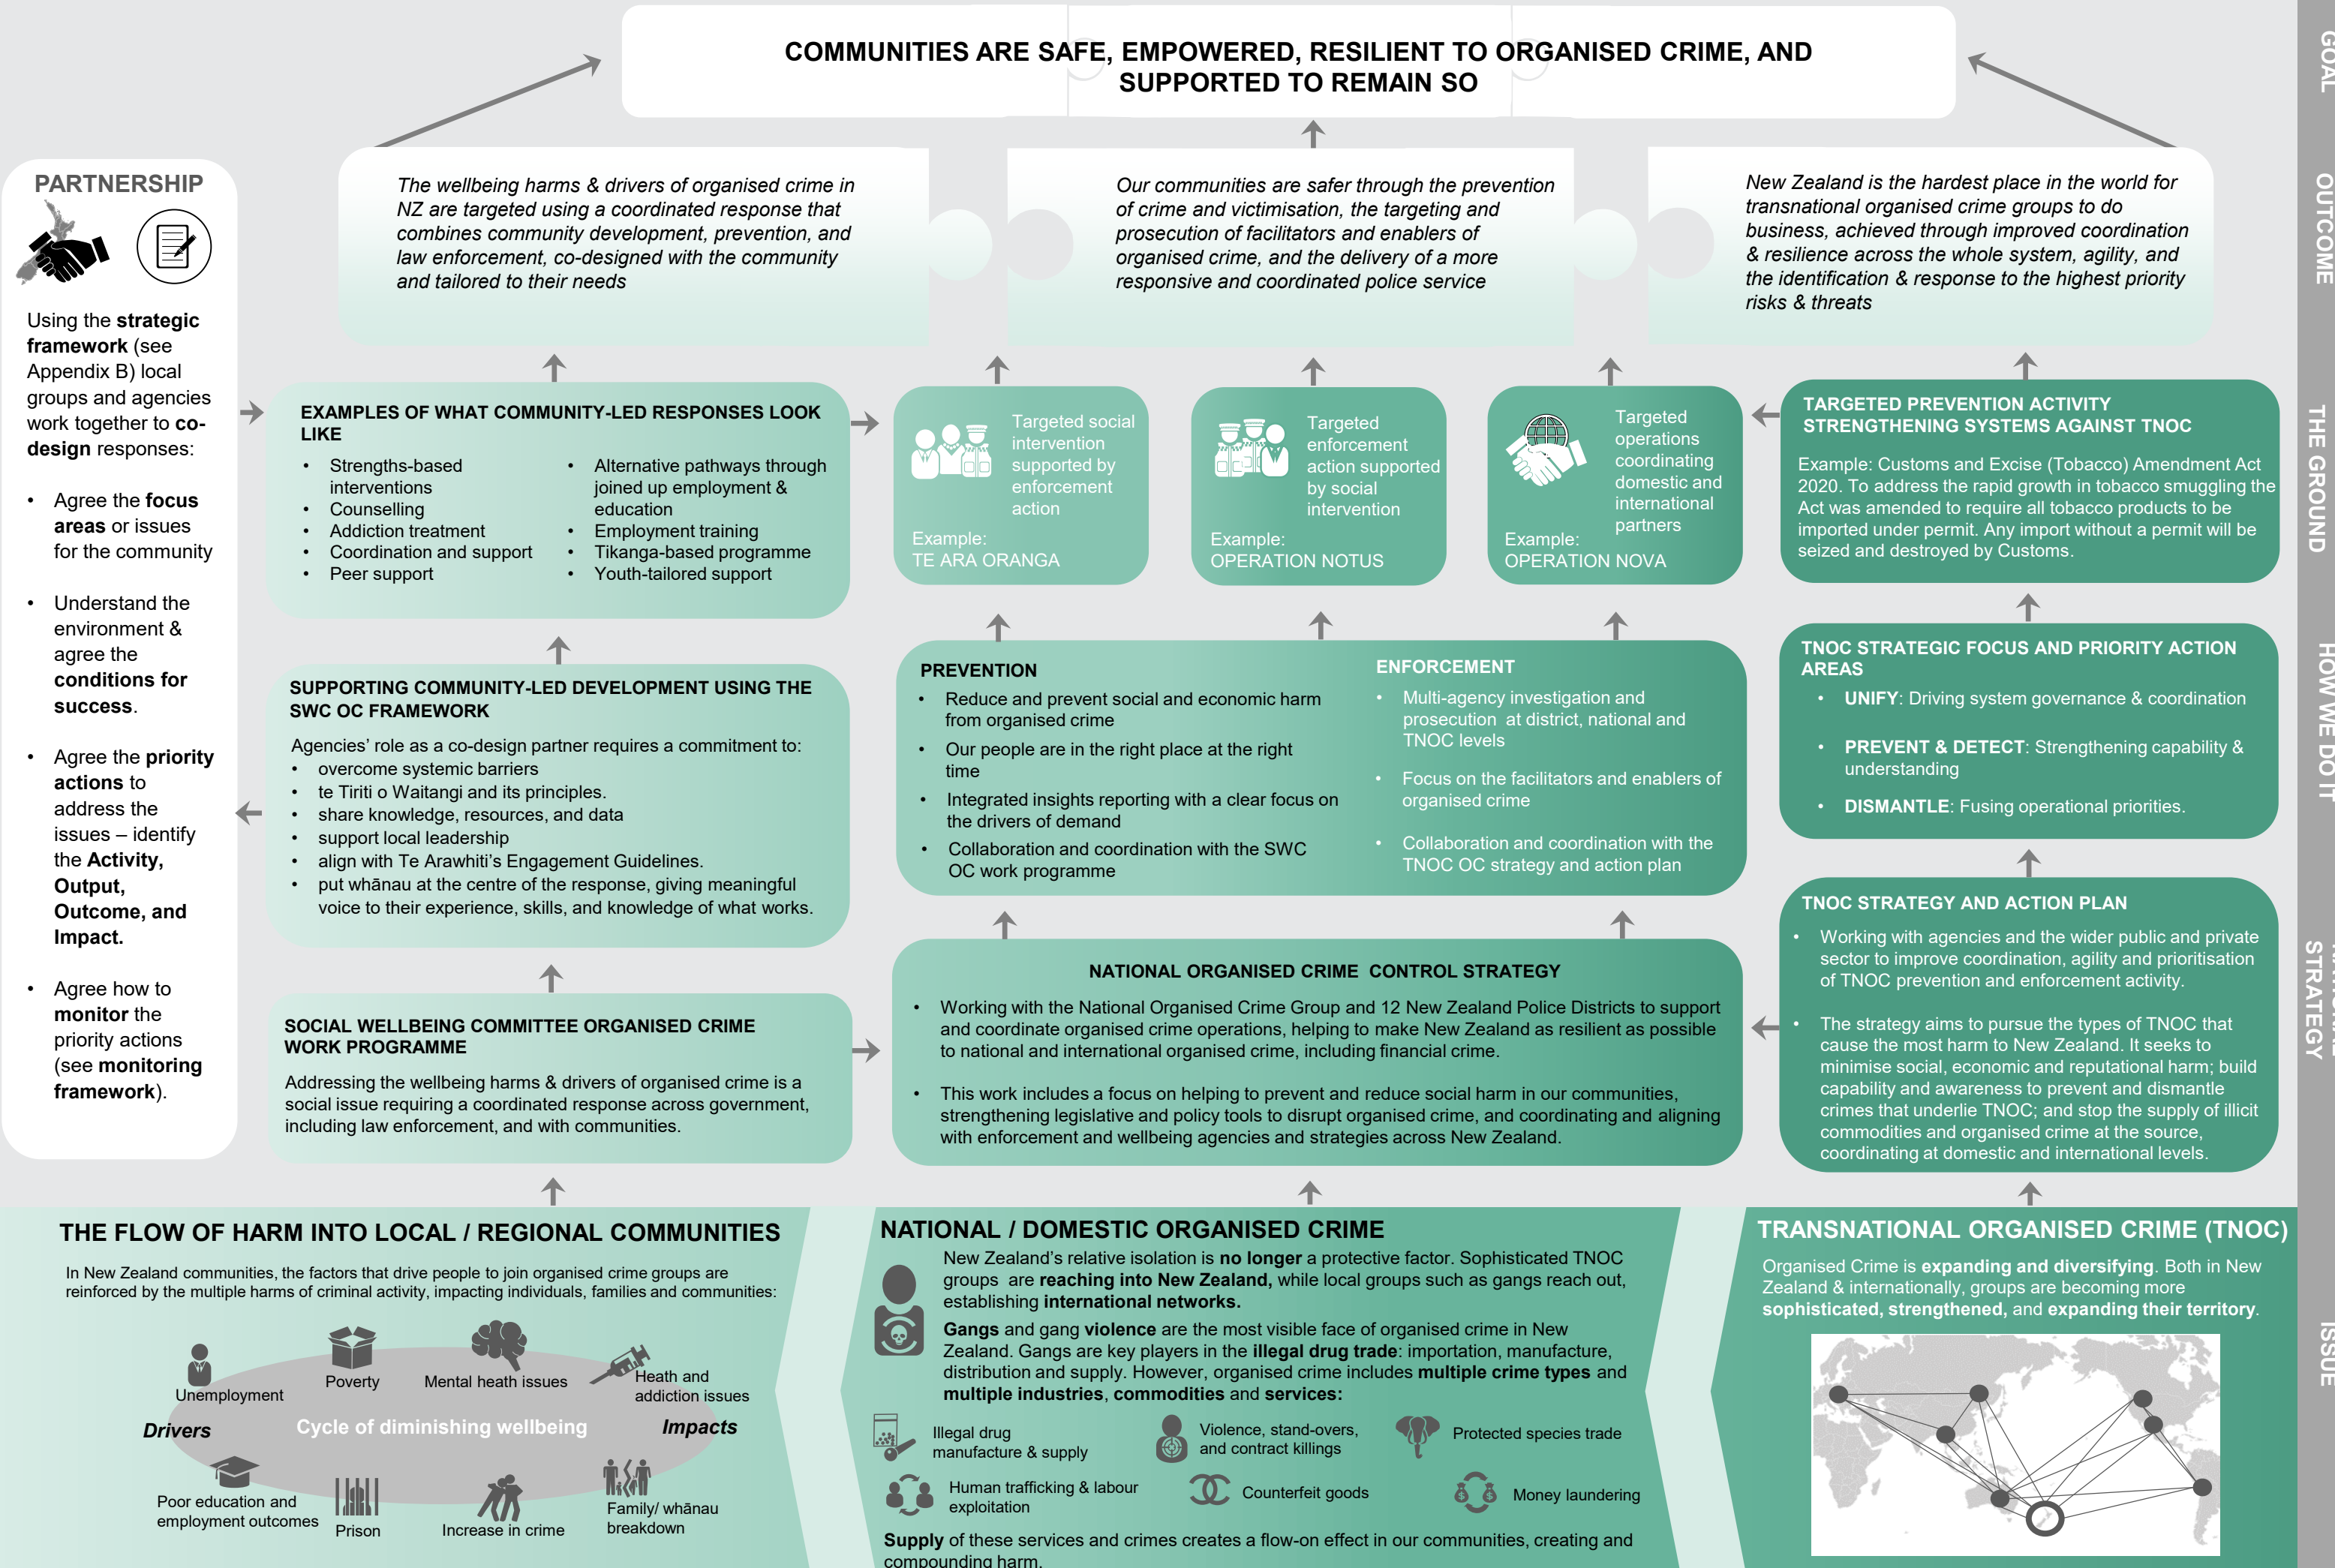 COMMUNITIES ARE SAFE, EMPOWERED, RESILIENT TO ORGANISED CRIME, AND
SUPPORTED TO REMAIN SO
GOAL
OUTCOME
THE GROUND
HOW WE DO IT
STRATEGY
ISSUE
PARTNERSHIP
Using the strategic
framework (see
Appendix B) local
groups and agencies
work together to co-
design responses:
• Agree the focus
areas or issues
for the community
• Understand the
environment &
agree the
conditions for
success.
• Agree the priority
actions to
address the
issues – identify
the Activity,
Output,
Outcome, and
Impact.
• Agree how to
monitor the
priority actions
(see monitoring
framework).
The wellbeing harms & drivers of organised crime in
NZ are targeted using a coordinated response that
combines community development, prevention, and
law enforcement, co-designed with the community
and tailored to their needs
Our communities are safer through the prevention
of crime and victimisation, the targeting and
prosecution of facilitators and enablers of
organised crime, and the delivery of a more
responsive and coordinated police service
New Zealand is the hardest place in the world for
transnational organised crime groups to do
business, achieved through improved coordination
& resilience across the whole system, agility, and
the identification & response to the highest priority
risks & threats
EXAMPLES OF WHAT COMMUNITY-LED RESPONSES LOOK
LIKE
• Strengths-based
interventions
• Counselling
• Addiction treatment
• Coordination and support
• Peer support
• Alternative pathways through
joined up employment &
education
• Employment training
• Tikanga-based programme
• Youth-tailored support
Targeted social
intervention
supported by
enforcement
action
Example:
TE ARA ORANGA
Targeted
enforcement
action supported
by social
intervention
Example:
OPERATION NOTUS
Targeted
operations
coordinating
domestic and
international
partners
Example:
OPERATION NOVA
TARGETED PREVENTION ACTIVITY
STRENGTHENING SYSTEMS AGAINST TNOC
Example: Customs and Excise (Tobacco) Amendment Act
2020. To address the rapid growth in tobacco smuggling the
Act was amended to require all tobacco products to be
imported under permit. Any import without a permit will be
seized and destroyed by Customs.
SUPPORTING COMMUNITY-LED DEVELOPMENT USING THE
SWC OC FRAMEWORK
Agencies' role as a co-design partner requires a commitment to:
• overcome systemic barriers
• te Tiriti o Waitangi and its principles.
• share knowledge, resources, and data
• support local leadership
• align with Te Arawhiti's Engagement Guidelines.
• put whānau at the centre of the response, giving meaningful
voice to their experience, skills, and knowledge of what works.
PREVENTION
• Reduce and prevent social and economic harm
from organised crime
• Our people are in the right place at the right
time
• Integrated insights reporting with a clear focus on
the drivers of demand
• Collaboration and coordination with the SWC
OC work programme
ENFORCEMENT
• Multi-agency investigation and
prosecution at district, national and
TNOC levels
• Focus on the facilitators and enablers of
organised crime
• Collaboration and coordination with the
TNOC OC strategy and action plan
TNOC STRATEGIC FOCUS AND PRIORITY ACTION
AREAS
• UNIFY: Driving system governance & coordination
• PREVENT & DETECT: Strengthening capability &
understanding
• DISMANTLE: Fusing operational priorities.
SOCIAL WELLBEING COMMITTEE ORGANISED CRIME
WORK PROGRAMME
Addressing the wellbeing harms & drivers of organised crime is a
social issue requiring a coordinated response across government,
including law enforcement, and with communities.
NATIONAL ORGANISED CRIME CONTROL STRATEGY
• Working with the National Organised Crime Group and 12 New Zealand Police Districts to support
and coordinate organised crime operations, helping to make New Zealand as resilient as possible
to national and international organised crime, including financial crime.
• This work includes a focus on helping to prevent and reduce social harm in our communities,
strengthening legislative and policy tools to disrupt organised crime, and coordinating and aligning
with enforcement and wellbeing agencies and strategies across New Zealand.
TNOC STRATEGY AND ACTION PLAN
• Working with agencies and the wider public and private
sector to improve coordination, agility and prioritisation
of TNOC prevention and enforcement activity.
• The strategy aims to pursue the types of TNOC that
cause the most harm to New Zealand. It seeks to
minimise social, economic and reputational harm; build
capability and awareness to prevent and dismantle
crimes that underlie TNOC; and stop the supply of illicit
commodities and organised crime at the source,
coordinating at domestic and international levels.
THE FLOW OF HARM INTO LOCAL / REGIONAL COMMUNITIES
In New Zealand communities, the factors that drive people to join organised crime groups are
reinforced by the multiple harms of criminal activity, impacting individuals, families and communities:
Unemployment
Poverty
Mental heath issues
Heath and
addiction issues
Drivers
Cycle of diminishing wellbeing
Impacts
Poor education and
employment outcomes
Prison
Increase in crime
Family/ whānau
breakdown
NATIONAL / DOMESTIC ORGANISED CRIME
New Zealand's relative isolation is no longer a protective factor. Sophisticated TNOC
groups are reaching into New Zealand, while local groups such as gangs reach out,
establishing international networks.
Gangs and gang violence are the most visible face of organised crime in New
Zealand. Gangs are key players in the illegal drug trade: importation, manufacture,
distribution and supply. However, organised crime includes multiple crime types and
multiple industries, commodities and services:
Illegal drug
manufacture & supply
Violence, stand-overs,
and contract killings
Protected species trade
Human trafficking & labour
exploitation
Counterfeit goods
Money laundering
Supply of these services and crimes creates a flow-on effect in our communities, creating and
compounding harm.
TRANSNATIONAL ORGANISED CRIME (TNOC)
Organised Crime is expanding and diversifying. Both in New
Zealand & internationally, groups are becoming more
sophisticated, strengthened, and expanding their territory.